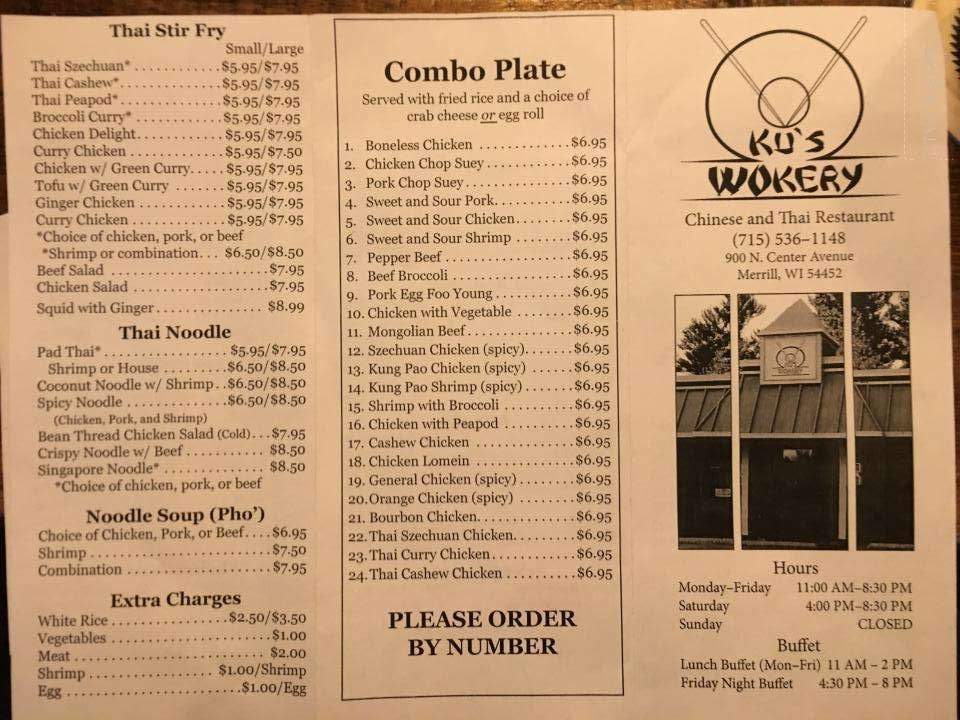 Thai Stir Fry
Small/Large
Thai Szechuan* . . . . . . . . . . . $5.95/$7.95
Thai Cashew* . . . . . . . . . . . . . $5.95/$7.95
Thai Peapod* . . . . . . . . . . . . . $5.95/$7.95
Broccoli Curry* . . . . . . . . . . . $5.95/$7.95
Chicken Delight . . . . . . . . . . . $5.95/$7.95
Curry Chicken . . . . . . . . . . . . $5.95/$7.50
Chicken w/ Green Curry . . . . . $5.95/$7.95
Tofu w/ Green Curry . . . . . . . $5.95/$7.95
Ginger Chicken . . . . . . . . . . . $5.95/$7.95
Curry Chicken . . . . . . . . . . . . $5.95/$7.95
*Choice of chicken, pork, or beef
*Shrimp or combination . . . $6.50/$8.50
Beef Salad . . . . . . . . . . . . . . . . . . . . $7.95
Chicken Salad . . . . . . . . . . . . . . . . . $7.95
Squid with Ginger . . . . . . . . . . . . . . $8.99
Thai Noodle
Pad Thai* . . . . . . . . . . . . . . . . $5.95/$7.95
Shrimp or House . . . . . . . . . $6.50/$8.50
Coconut Noodle w/ Shrimp . . $6.50/$8.50
Spicy Noodle . . . . . . . . . . . . . . $6.50/$8.50
(Chicken, Pork, and Shrimp)
Bean Thread Chicken Salad (Cold) . . . $7.95
Crispy Noodle w/ Beef . . . . . . . . . . . $8.50
Singapore Noodle* . . . . . . . . . . . . . $8.50
*Choice of chicken, pork, or beef
Noodle Soup (Pho')
Choice of Chicken, Pork, or Beef . . . . $6.95
Shrimp . . . . . . . . . . . . . . . . . . . . . . . . $7.50
Combination . . . . . . . . . . . . . . . . . . . $7.95
Extra Charges
White Rice . . . . . . . . . . . . . . . . $2.50/$3.50
Vegetables . . . . . . . . . . . . . . . . . . . . . $1.00
Meat . . . . . . . . . . . . . . . . . . . . . . . . . . $2.00
Shrimp . . . . . . . . . . . . . . . . . $1.00/Shrimp
Egg . . . . . . . . . . . . . . . . . . . . . . . . $1.00/Egg
Combo Plate
Served with fried rice and a choice of
crab cheese or egg roll
1. Boneless Chicken . . . . . . . . . . . . . $6.95
2. Chicken Chop Suey . . . . . . . . . . . . $6.95
3. Pork Chop Suey . . . . . . . . . . . . . . . $6.95
4. Sweet and Sour Pork . . . . . . . . . . . $6.95
5. Sweet and Sour Chicken . . . . . . . . $6.95
6. Sweet and Sour Shrimp . . . . . . . . $6.95
7. Pepper Beef . . . . . . . . . . . . . . . . . . $6.95
8. Beef Broccoli . . . . . . . . . . . . . . . . . $6.95
9. Pork Egg Foo Young . . . . . . . . . . . $6.95
10. Chicken with Vegetable . . . . . . . . $6.95
11. Mongolian Beef . . . . . . . . . . . . . . . $6.95
12. Szechuan Chicken (spicy) . . . . . . . $6.95
13. Kung Pao Chicken (spicy) . . . . . . $6.95
14. Kung Pao Shrimp (spicy) . . . . . . . $6.95
15. Shrimp with Broccoli . . . . . . . . . . $6.95
16. Chicken with Peapod . . . . . . . . . . $6.95
17. Cashew Chicken . . . . . . . . . . . . . . $6.95
18. Chicken Lomein . . . . . . . . . . . . . . $6.95
19. General Chicken (spicy) . . . . . . . . $6.95
20. Orange Chicken (spicy) . . . . . . . . $6.95
21. Bourbon Chicken . . . . . . . . . . . . . $6.95
22. Thai Szechuan Chicken . . . . . . . . $6.95
23. Thai Curry Chicken . . . . . . . . . . . $6.95
24. Thai Cashew Chicken . . . . . . . . . $6.95
PLEASE ORDER
BY NUMBER
KU'S
WOKERY
Chinese and Thai Restaurant
(715) 536–1148
900 N. Center Avenue
Merrill, WI 54452
Hours
Monday–Friday 11:00 AM–8:30 PM
Saturday 4:00 PM–8:30 PM
Sunday CLOSED
Buffet
Lunch Buffet (Mon–Fri) 11 AM – 2 PM
Friday Night Buffet 4:30 PM – 8 PM